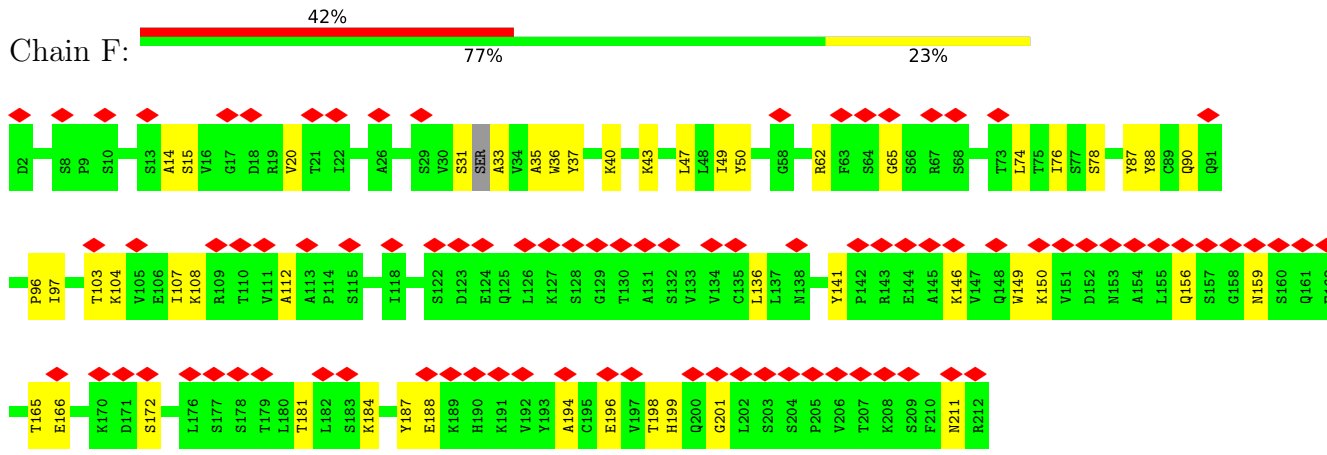 42%
Chain F:
77% 23%
D2 S8 P9 S10 S13 A14 S15 V16 G17 D18 R19 V20 T21 I22 A26 S29 V30 S31 SER A33 V34 A35 W36 Y37 K40 K43 L47 L48 I49 Y50 G58 R62 F63 S64 G65 S66 R67 S68 T73 L74 T75 I76 S77 S78 Y87 Y88 C89 Q90 Q91
P96 I97 T103 K104 V105 E106 I107 K108 R109 T110 V111 A112 A113 P114 S115 I118 S122 D123 E124 Q125 L126 K127 S128 G129 T130 A131 S132 V133 V134 C135 L136 L137 N138 Y141 P142 R143 E144 A145 K146 V147 Q148 W149 K150 V151 D152 N153 A154 L155 Q156 S157 G158 N159 S160 Q161
T165 E166 K170 D171 S172 L176 S177 S178 T179 L180 T181 L182 S183 K184 Y187 E188 K189 H190 K191 V192 Y193 A194 C195 E196 V197 T198 H199 Q200 G201 L202 S203 S204 P205 V206 T207 K208 S209 F210 N211 R212